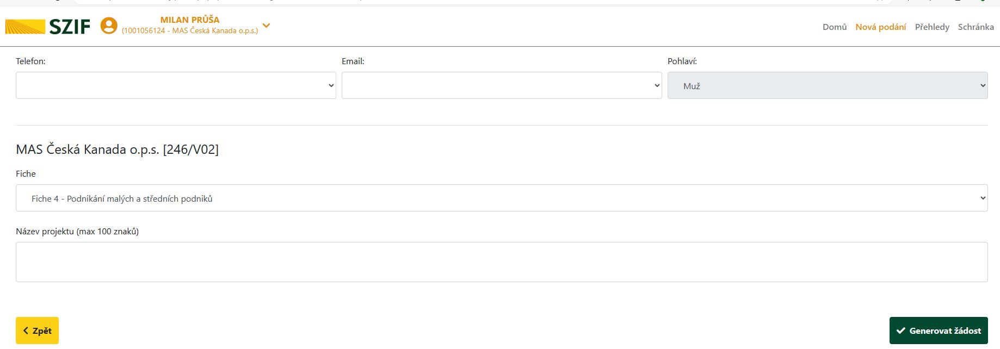 SZIF
MILAN PRŮŠA
(1001056124 - MAS Česká Kanada o.p.s.)
Domů Nová podání Přehledy Schránka
Telefon: Email: Pohlaví:
Muž
MAS Česká Kanada o.p.s. [246/V02]
Fiche
Fiche 4 - Podnikání malých a středních podniků
Název projektu (max 100 znaků)
Zpět Generovat žádost